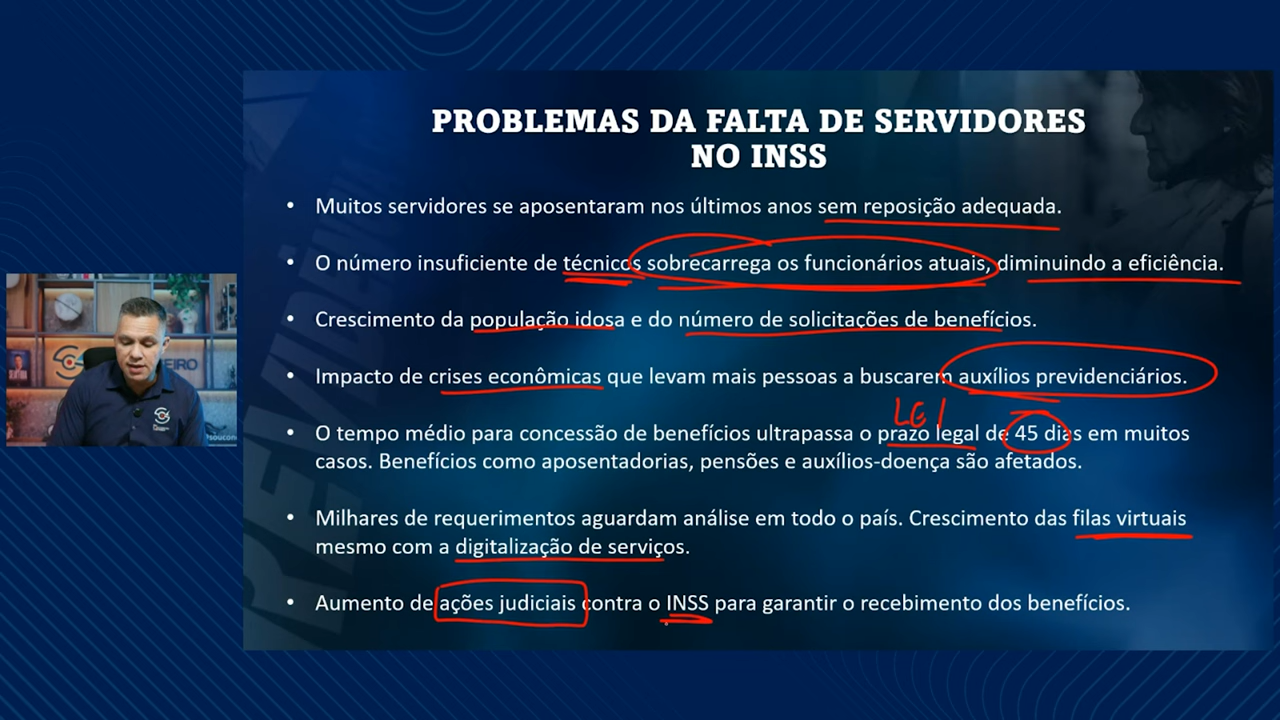 PROBLEMAS DA FALTA DE SERVIDORES
NO INSS
• Muitos servidores se aposentaram nos últimos anos sem reposição adequada.
• O número insuficiente de técnicos sobrecarrega os funcionários atuais, diminuindo a eficiência.
• Crescimento da população idosa e do número de solicitações de benefícios.
• Impacto de crises econômicas que levam mais pessoas a buscarem auxílios previdenciários.
LEI
• O tempo médio para concessão de benefícios ultrapassa o prazo legal de 45 dias em muitos
casos. Benefícios como aposentadorias, pensões e auxílios-doença são afetados.
• Milhares de requerimentos aguardam análise em todo o país. Crescimento das filas virtuais
mesmo com a digitalização de serviços.
• Aumento de ações judiciais contra o INSS para garantir o recebimento dos benefícios.